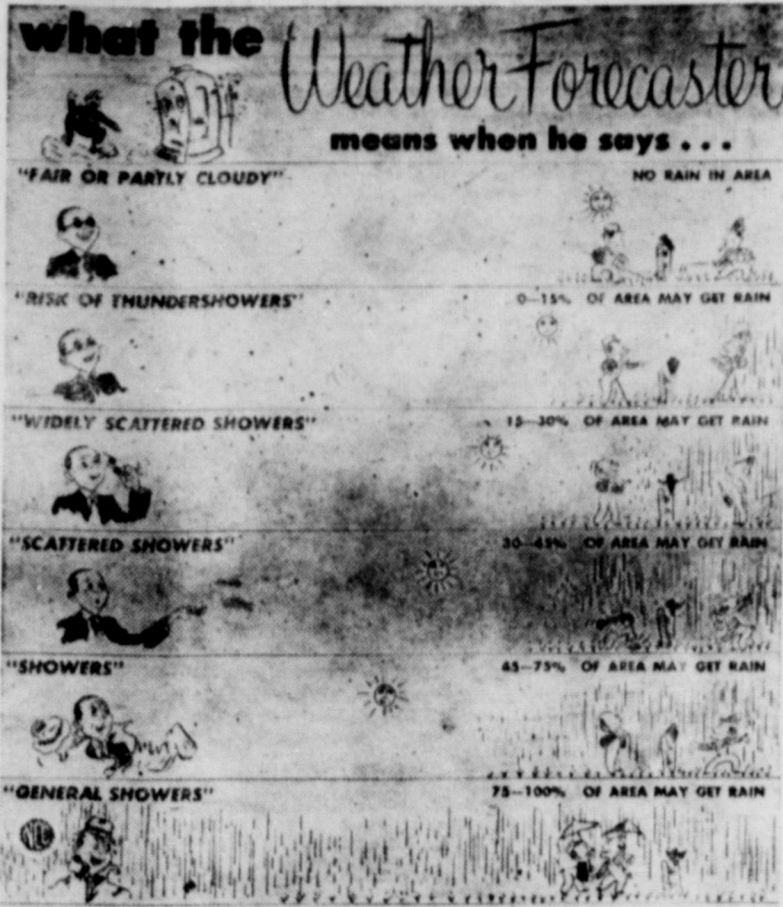 what the
Weather Forecaster
means when he says . . .
"FAIR OR PARTLY CLOUDY" NO RAIN IN AREA
"RISK OF THUNDERSHOWERS" 0-15% OF AREA MAY GET RAIN
"WIDELY SCATTERED SHOWERS" 15-30% OF AREA MAY GET RAIN
"SCATTERED SHOWERS" 30-45% OF AREA MAY GET RAIN
"SHOWERS" 45-75% OF AREA MAY GET RAIN
"GENERAL SHOWERS" 75-100% OF AREA MAY GET RAIN